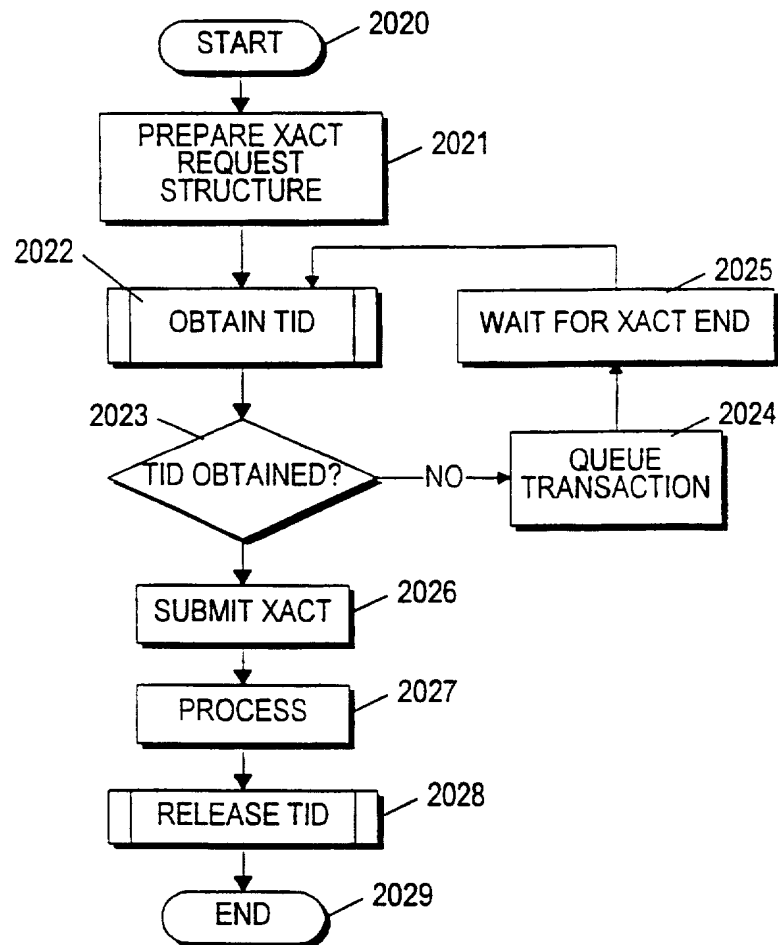 START
2020
PREPARE XACT
REQUEST
STRUCTURE
2021
2022
OBTAIN TID
2025
WAIT FOR XACT END
2023
TID OBTAINED?
NO
2024
QUEUE
TRANSACTION
SUBMIT XACT
2026
PROCESS
2027
RELEASE TID
2028
END
2029